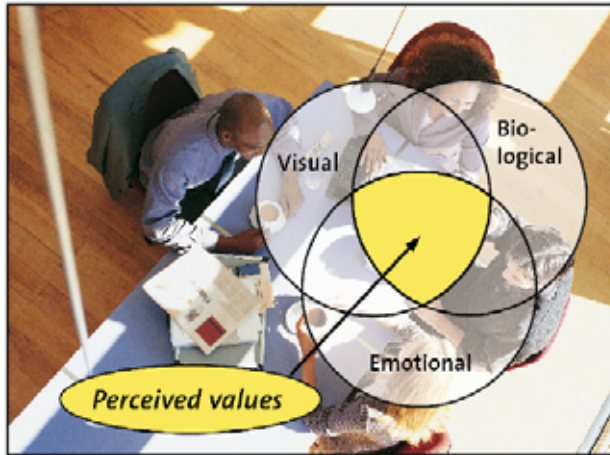 Visual
Bio-
logical
Emotional
Perceived values